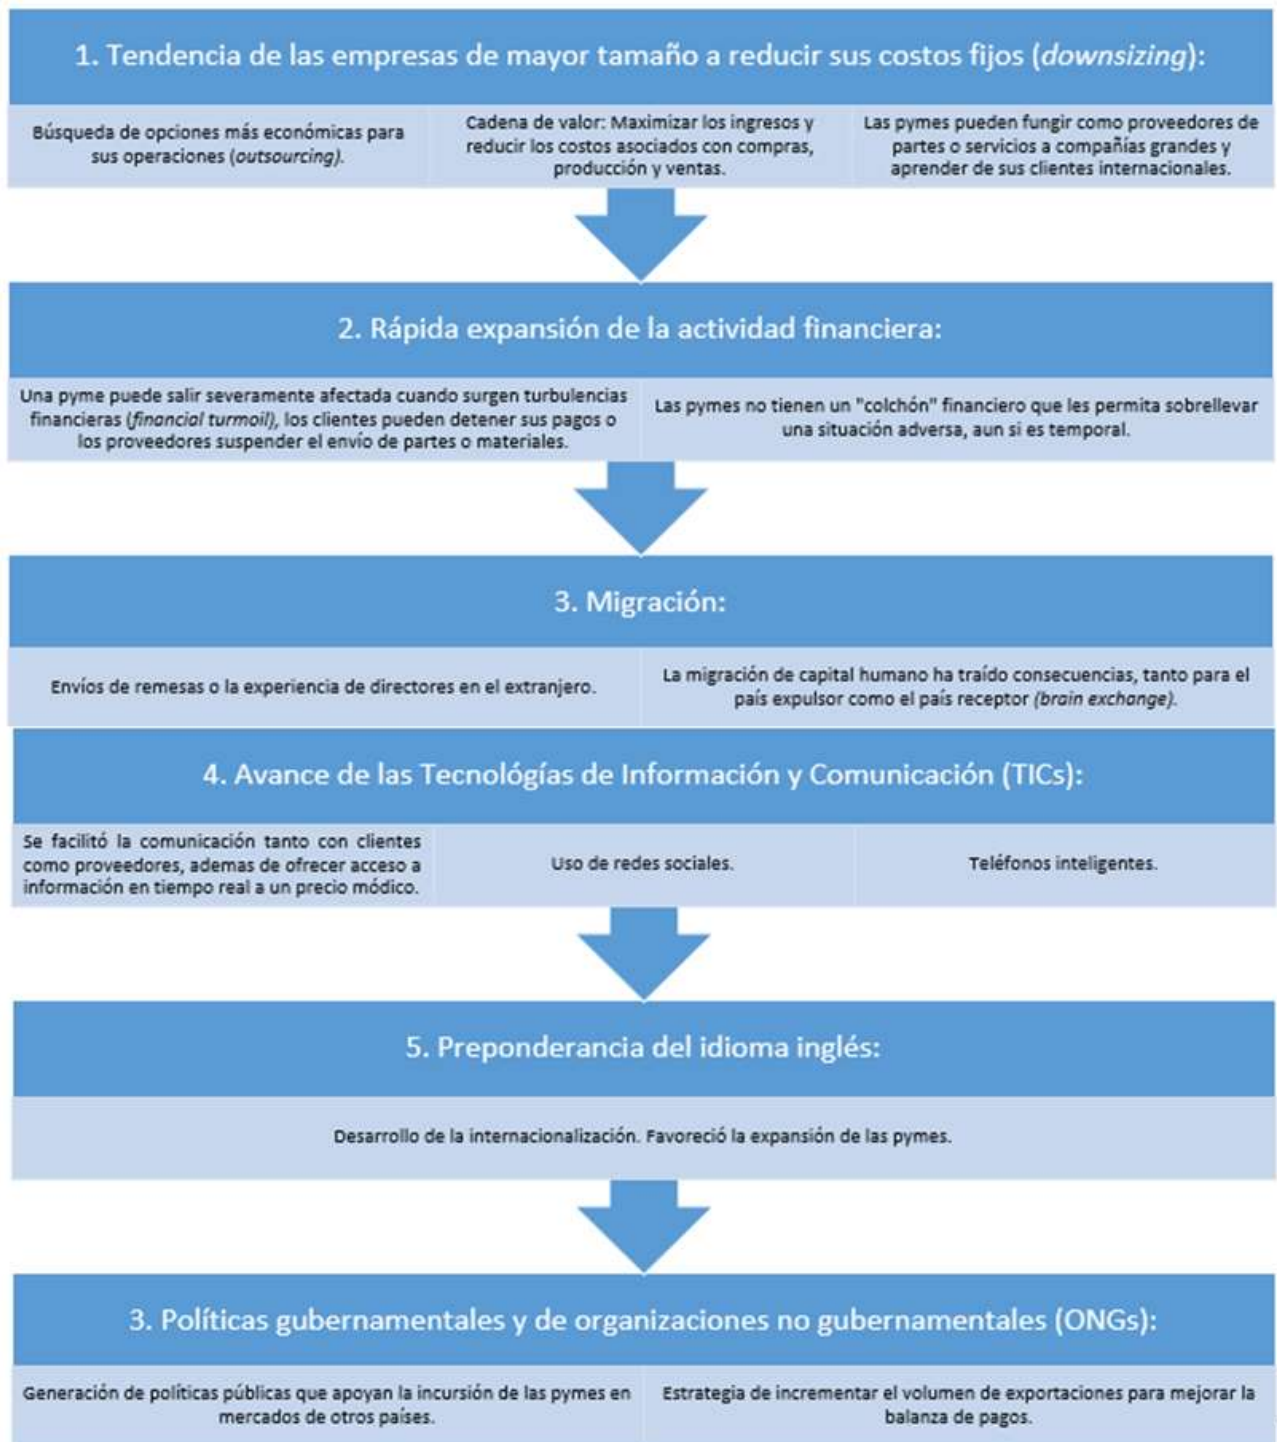 1. Tendencia de las empresas de mayor tamaño a reducir sus costos fijos (downsizing):
Búsqueda de opciones más económicas para
sus operaciones (outsourcing).
Cadena de valor: Maximizar los ingresos y
reducir los costos asociados con compras,
producción y ventas.
Las pymes pueden fungir como proveedores de
partes o servicios a compañías grandes y
aprender de sus clientes internacionales.
2. Rápida expansión de la actividad financiera:
Una pyme puede salir severamente afectada cuando surgen turbulencias
financieras (financial turmoil), los clientes pueden detener sus pagos o
los proveedores suspender el envío de partes o materiales.
Las pymes no tienen un "colchón" financiero que les permita sobrellevar
una situación adversa, aun si es temporal.
3. Migración:
Envíos de remesas o la experiencia de directores en el extranjero.
La migración de capital humano ha traído consecuencias, tanto para el
país expulsor como el país receptor (brain exchange).
4. Avance de las Tecnológías de Información y Comunicación (TICs):
Se facilitó la comunicación tanto con clientes
como proveedores, ademas de ofrecer acceso a
información en tiempo real a un precio módico.
Uso de redes sociales.
Teléfonos inteligentes.
5. Preponderancia del idioma inglés:
Desarrollo de la internacionalización. Favoreció la expansión de las pymes.
3. Políticas gubernamentales y de organizaciones no gubernamentales (ONGs):
Generación de políticas públicas que apoyan la incursión de las pymes en
mercados de otros países.
Estrategia de incrementar el volumen de exportaciones para mejorar la
balanza de pagos.